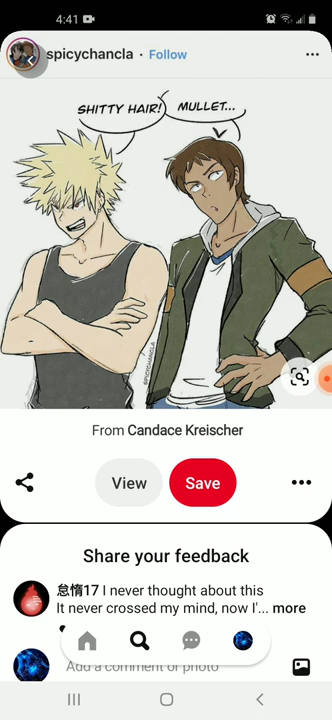 4:41
spicychancla · Follow
SHITTY HAIR!
MULLET...
SPICYCHANCLA
From Candace Kreischer
View
Save
Share your feedback
怠惰17 I never thought about this
It never crossed my mind, now I'... more
Add a comment or photo